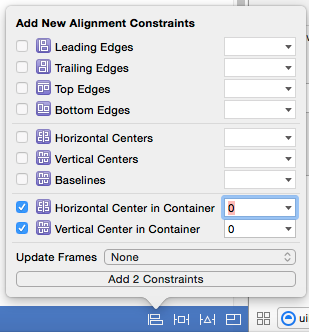 Add New Alignment Constraints
Leading Edges
Trailing Edges
Top Edges
Bottom Edges
Horizontal Centers
Vertical Centers
Baselines
Horizontal Center in Container 0
Vertical Center in Container 0
Update Frames None
Add 2 Constraints
ui